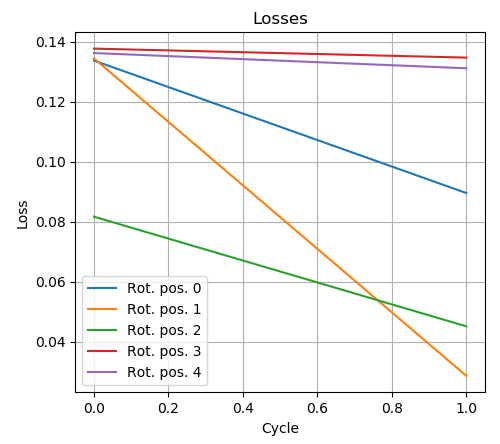 Losses
Loss
0.14
0.12
0.10
0.08
0.06
0.04
Rot. pos. 0
Rot. pos. 1
Rot. pos. 2
Rot. pos. 3
Rot. pos. 4
0.0 0.2 0.4 0.6 0.8 1.0
Cycle